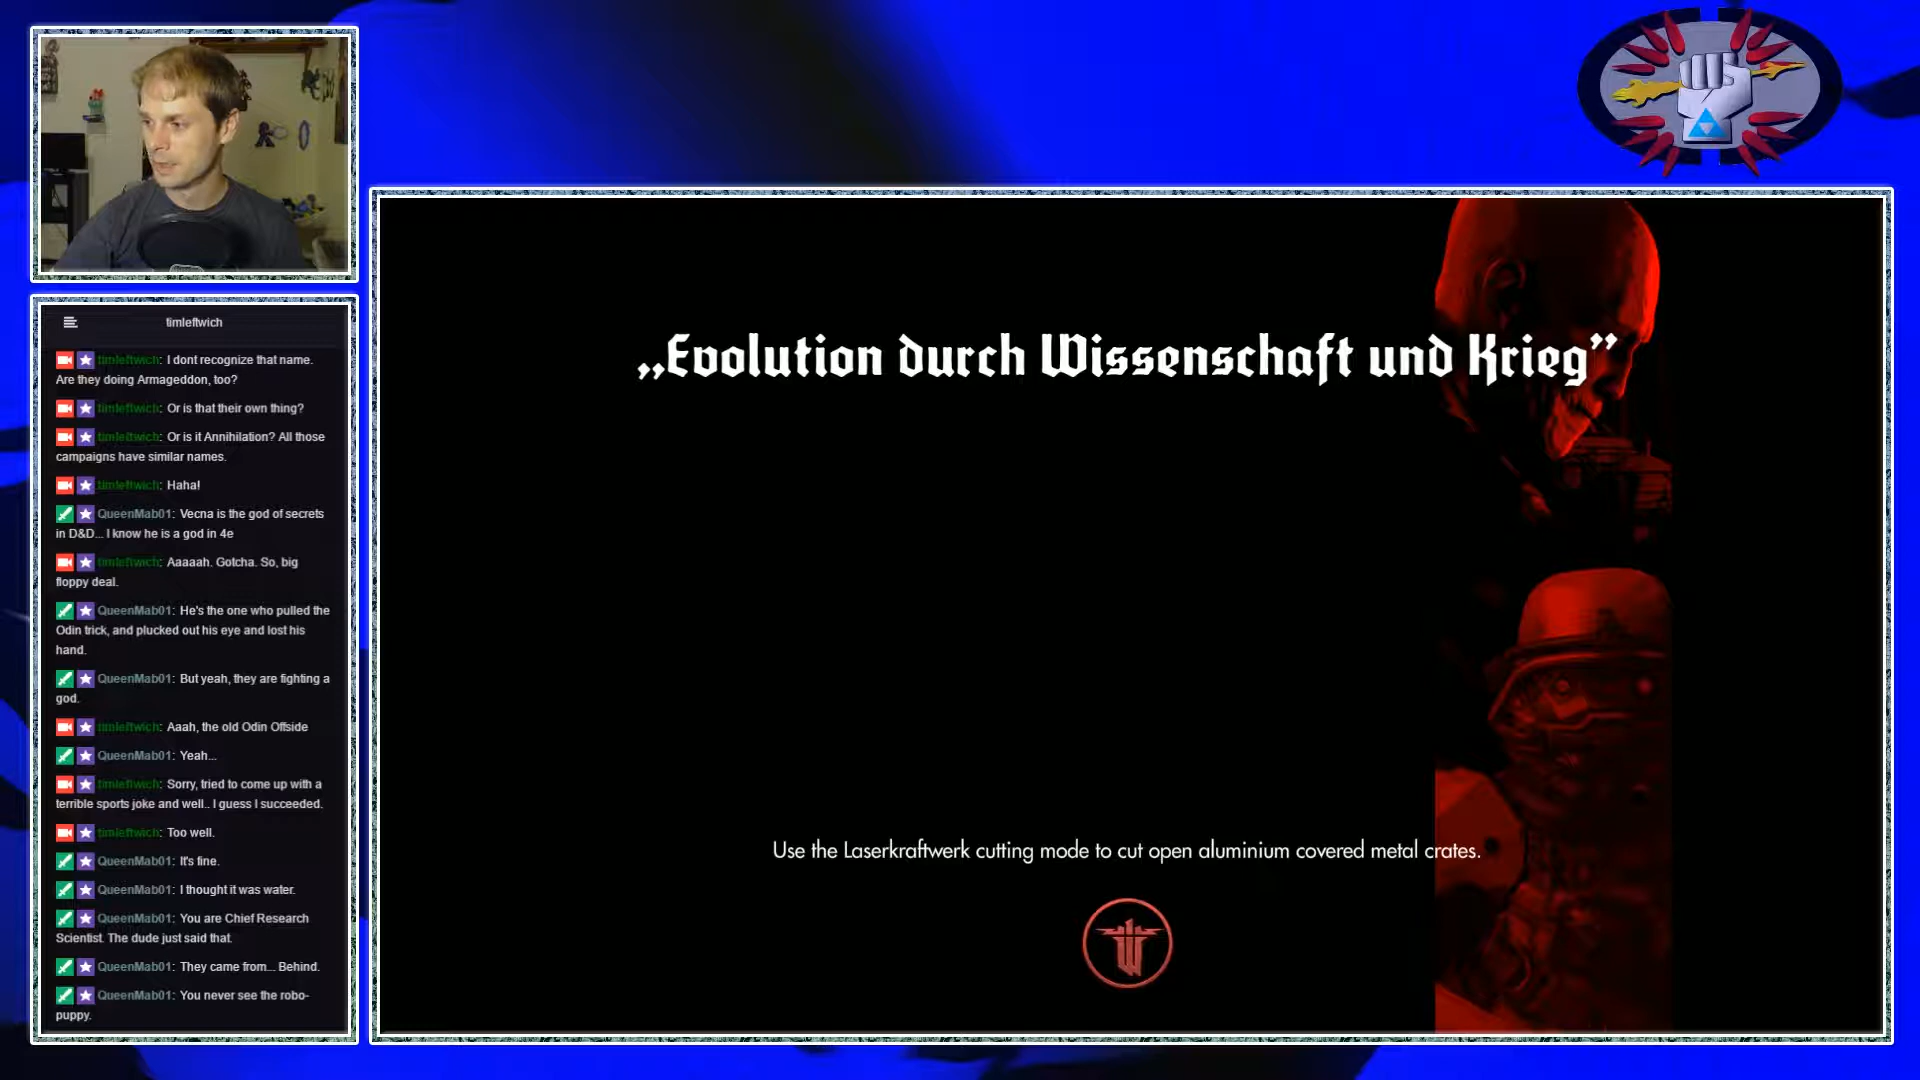 timleftwich
timleftwich: I dont recognize that name.
Are they doing Armageddon, too?
timleftwich: Or is that their own thing?
timleftwich: Or is it Annihilation? All those
campaigns have similar names.
timleftwich: Haha!
QueenMab01: Vecna is the god of secrets
in D&D... I know he is a god in 4e
timleftwich: Aaaaah. Gotcha. So, big
floppy deal.
QueenMab01: He's the one who pulled the
Odin trick, and plucked out his eye and lost his
hand.
QueenMab01: But yeah, they are fighting a
god.
timleftwich: Aaah, the old Odin Offside
QueenMab01: Yeah...
timleftwich: Sorry, tried to come up with a
terrible sports joke and well.. I guess I succeeded.
timleftwich: Too well.
QueenMab01: It's fine.
QueenMab01: I thought it was water.
QueenMab01: You are Chief Research
Scientist. The dude just said that.
QueenMab01: They came from... Behind.
QueenMab01: You never see the robo-
puppy.
„Evolution durch Wissenschaft und Krieg”
Use the Laserkraftwerk cutting mode to cut open aluminium covered metal crates.